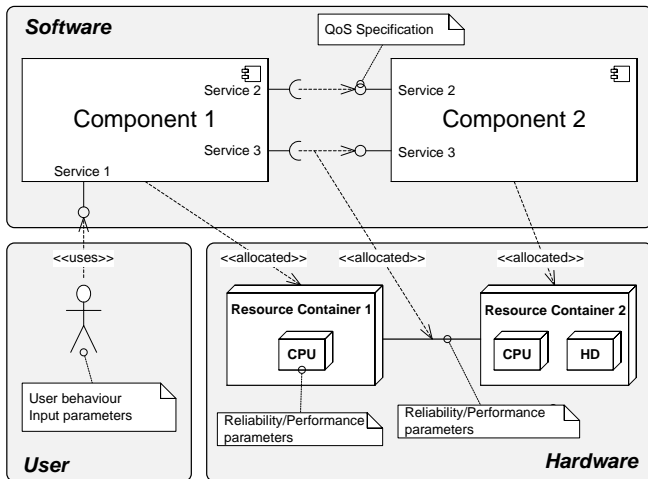 Software
QoS Specification
Service 2
Service 2
Component 1
Component 2
Service 3
Service 3
Service 1
<<uses>>
<<allocated>>
<<allocated>>
<<allocated>>
Resource Container 1
Resource Container 2
CPU
CPU
HD
User behaviour
Input parameters
Reliability/Performance
parameters
Reliability/Performance
parameters
User
Hardware